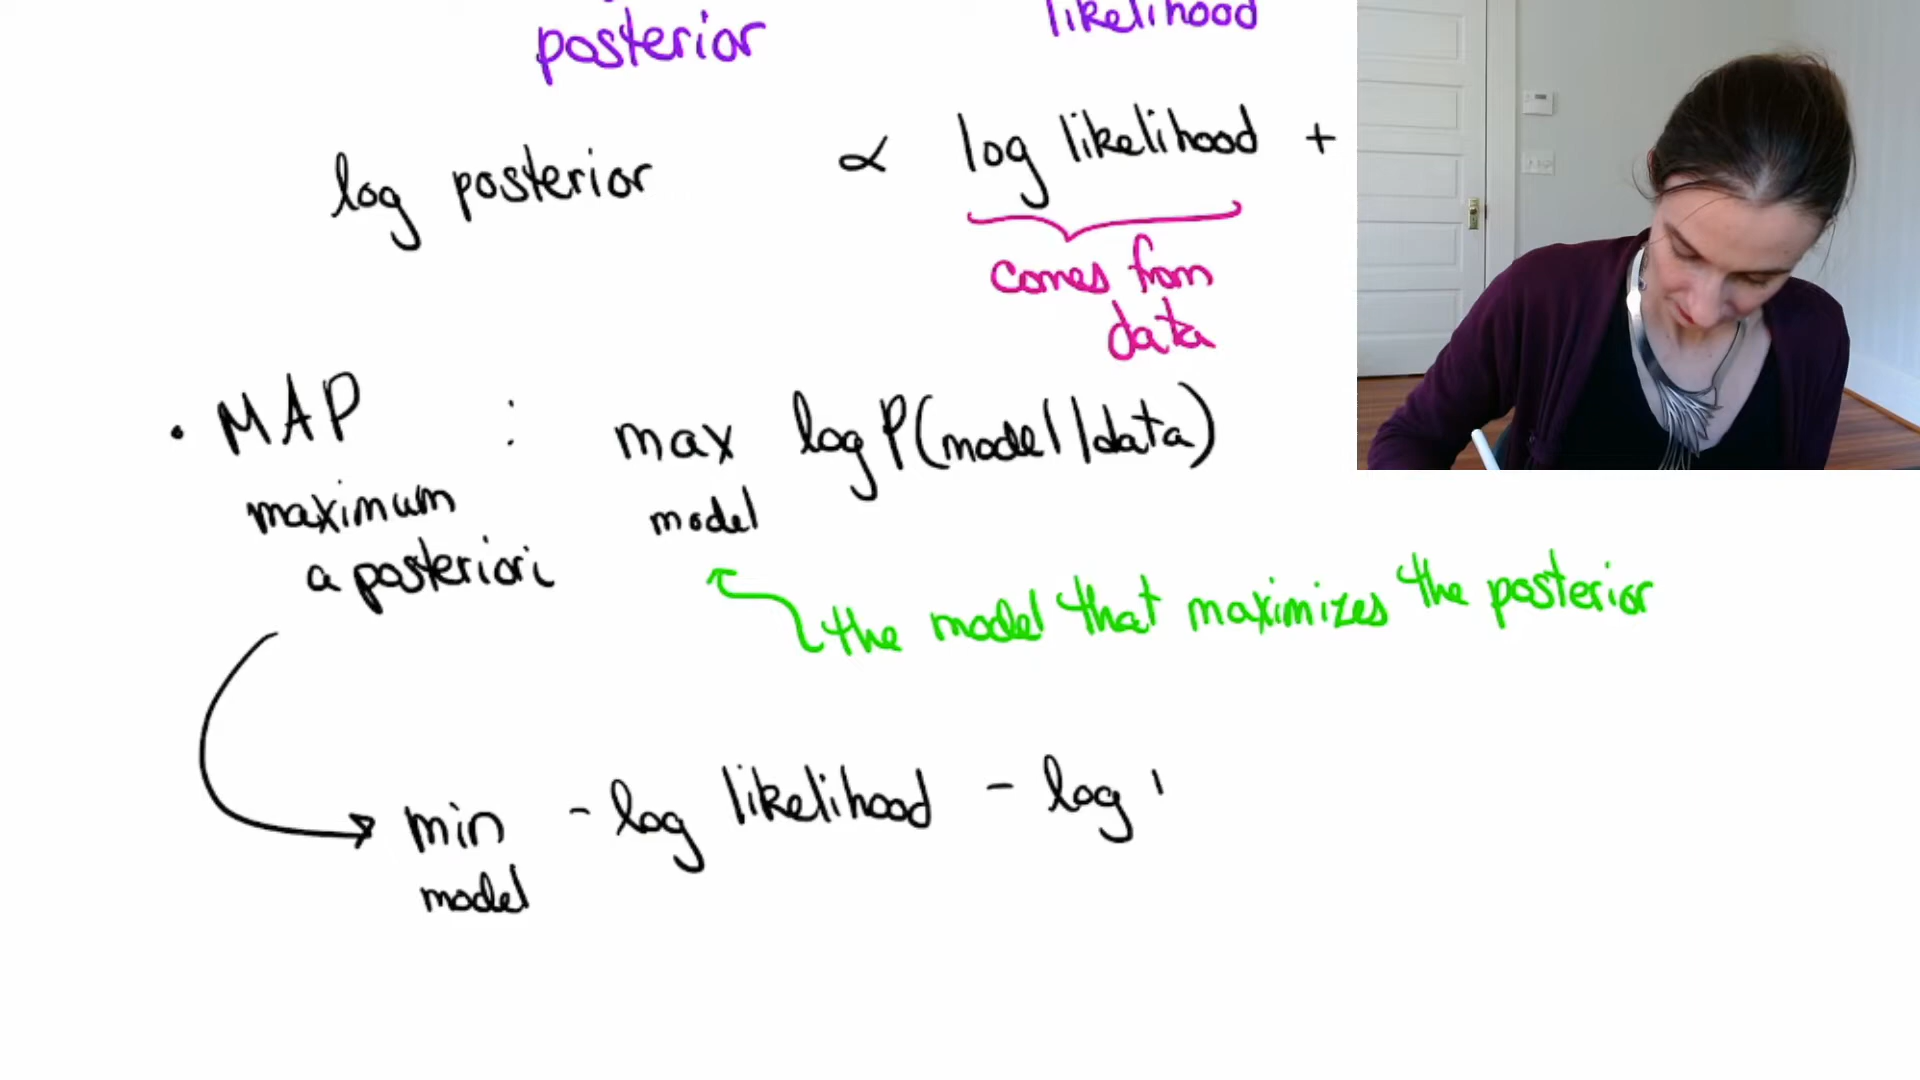 posterior likelihood
log posterior ∝ log likelihood +
comes from
data
• MAP : max log P(model|data)
maximum model
a posteriori
the model that maximizes the posterior
min - log likelihood - log
model